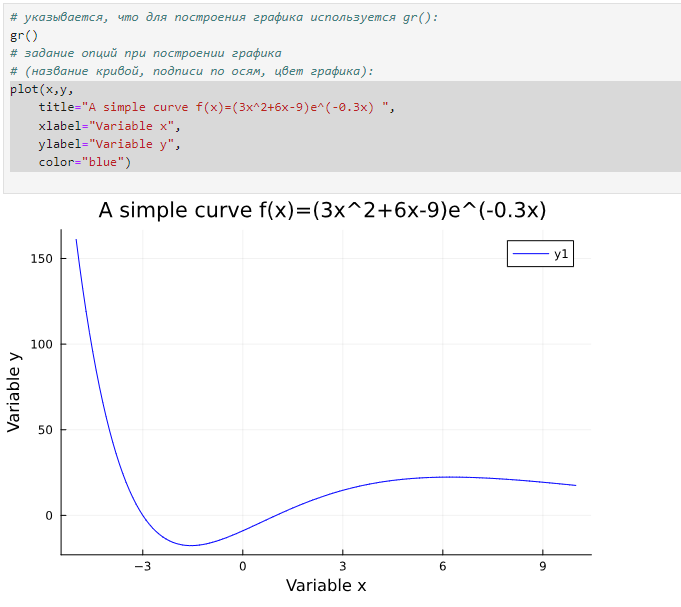 # указывается, что для построения графика используется gr():
gr()
# задание опций при построении графика
# (название кривой, подписи по осям, цвет графика):
plot(x,y,
    title="A simple curve f(x)=(3x^2+6x-9)e^(-0.3x) ",
    xlabel="Variable x",
    ylabel="Variable y",
    color="blue")
A simple curve f(x)=(3x^2+6x-9)e^(-0.3x)
y1
150
100
50
0
Variable y
−3 0 3 6 9
Variable x